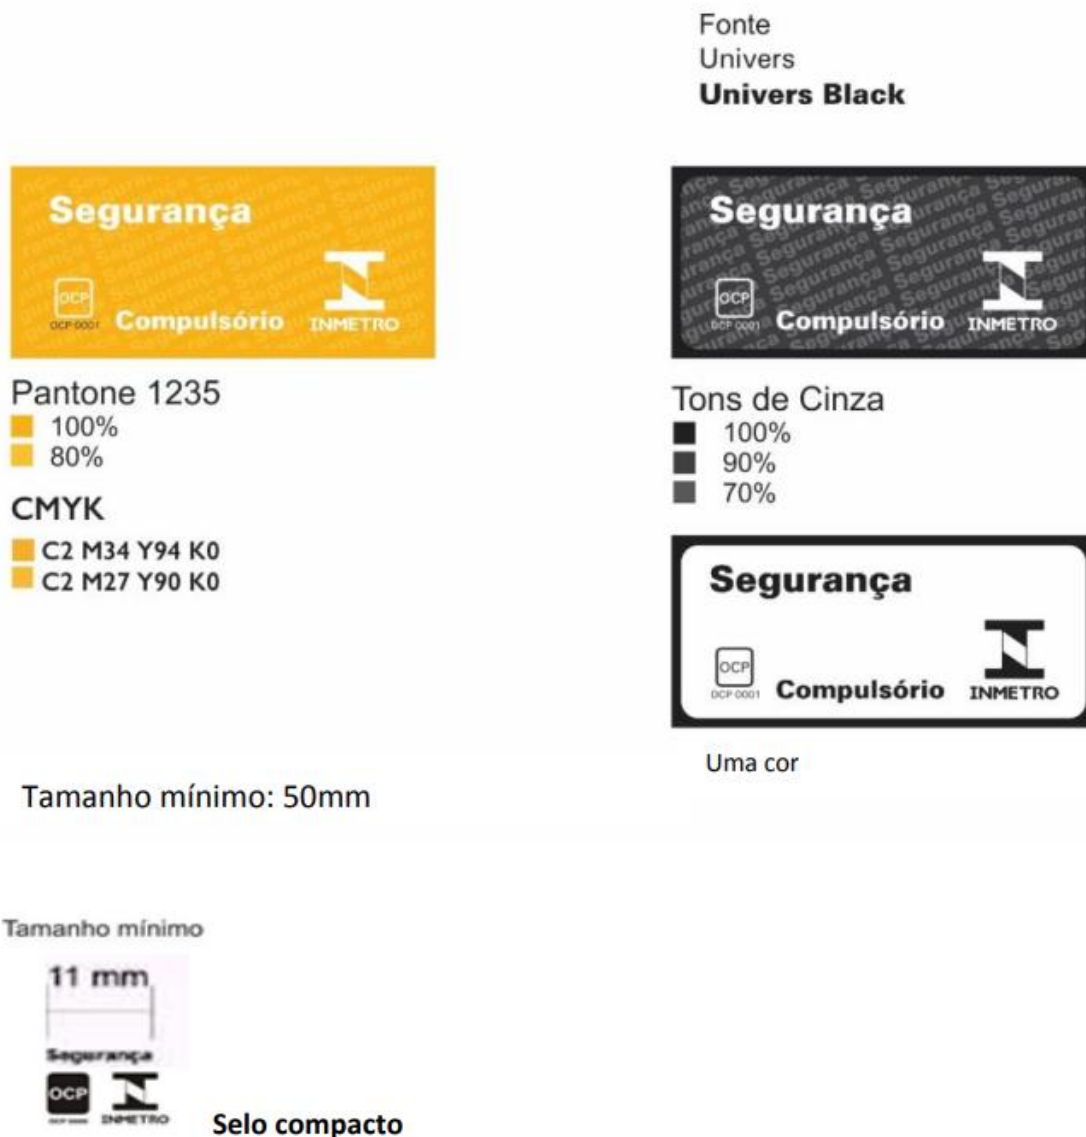 Fonte
Univers
Univers Black
Segurança
OCP
OCP 0001
Compulsório
INMETRO
Pantone 1235
100%
80%
CMYK
C2 M34 Y94 K0
C2 M27 Y90 K0
Segurança
OCP
OCP 0001
Compulsório
INMETRO
Tons de Cinza
100%
90%
70%
Segurança
OCP
OCP 0001
Compulsório
INMETRO
Uma cor
Tamanho mínimo: 50mm
Tamanho mínimo
11 mm
Segurança
OCP
INMETRO
Selo compacto